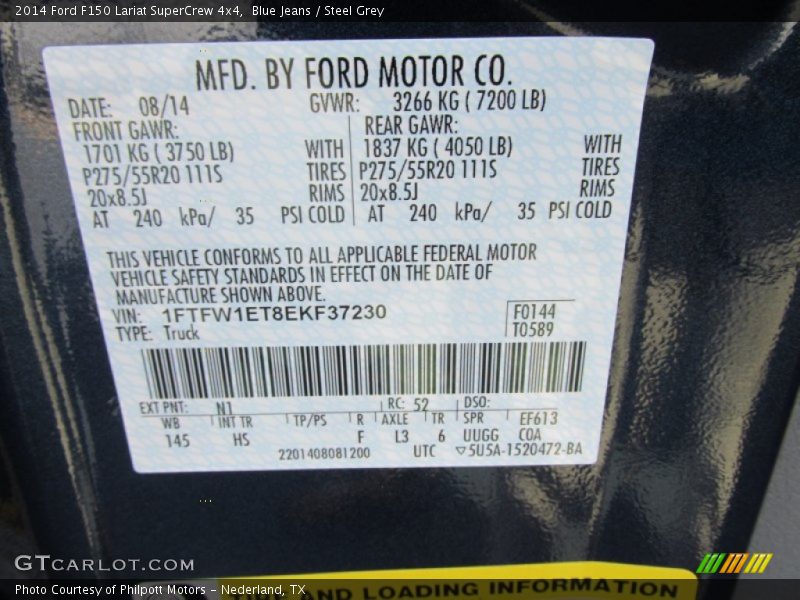 2014 Ford F150 Lariat SuperCrew 4x4, Blue Jeans / Steel Grey
MFD. BY FORD MOTOR CO.
DATE: 08/14 GVWR: 3266 KG ( 7200 LB)
FRONT GAWR: REAR GAWR:
1701 KG ( 3750 LB) WITH 1837 KG ( 4050 LB) WITH
P275/55R20 111S TIRES P275/55R20 111S TIRES
20x8.5J RIMS 20x8.5J RIMS
AT 240 kPa/ 35 PSI COLD AT 240 kPa/ 35 PSI COLD
THIS VEHICLE CONFORMS TO ALL APPLICABLE FEDERAL MOTOR
VEHICLE SAFETY STANDARDS IN EFFECT ON THE DATE OF
MANUFACTURE SHOWN ABOVE.
VIN: 1FTFW1ET8EKF37230 F0144
TYPE: Truck T0589
EXT PNT: N1 RC: 52 DSO:
WB INT TR TP/PS R AXLE TR SPR EF613
145 HS F L3 6 UUGG COA
2201408081200 UTC ▽5U5A-1520472-BA
GTCARLOT.COM
Photo Courtesy of Philpott Motors – Nederland, TX
AND LOADING INFORMATION